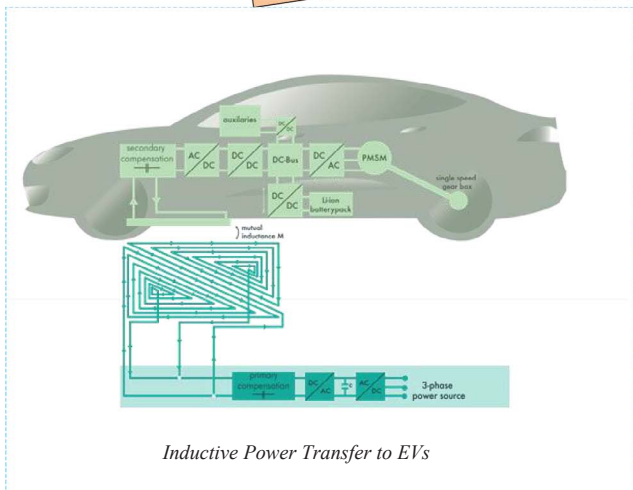 auxilaries
DC
DC
secondary
compensation
AC
DC
DC
DC
DC-Bus
DC
AC
PMSM
single speed
gear box
DC
DC
Li-ion
batterypack
mutual
inductance M
primary
compensation
DC
AC
AC
DC
3-phase
power source
Inductive Power Transfer to EVs